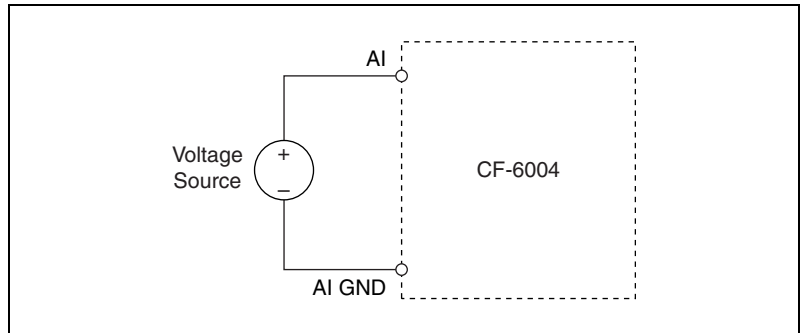 AI
Voltage
Source
+
–
CF-6004
AI GND